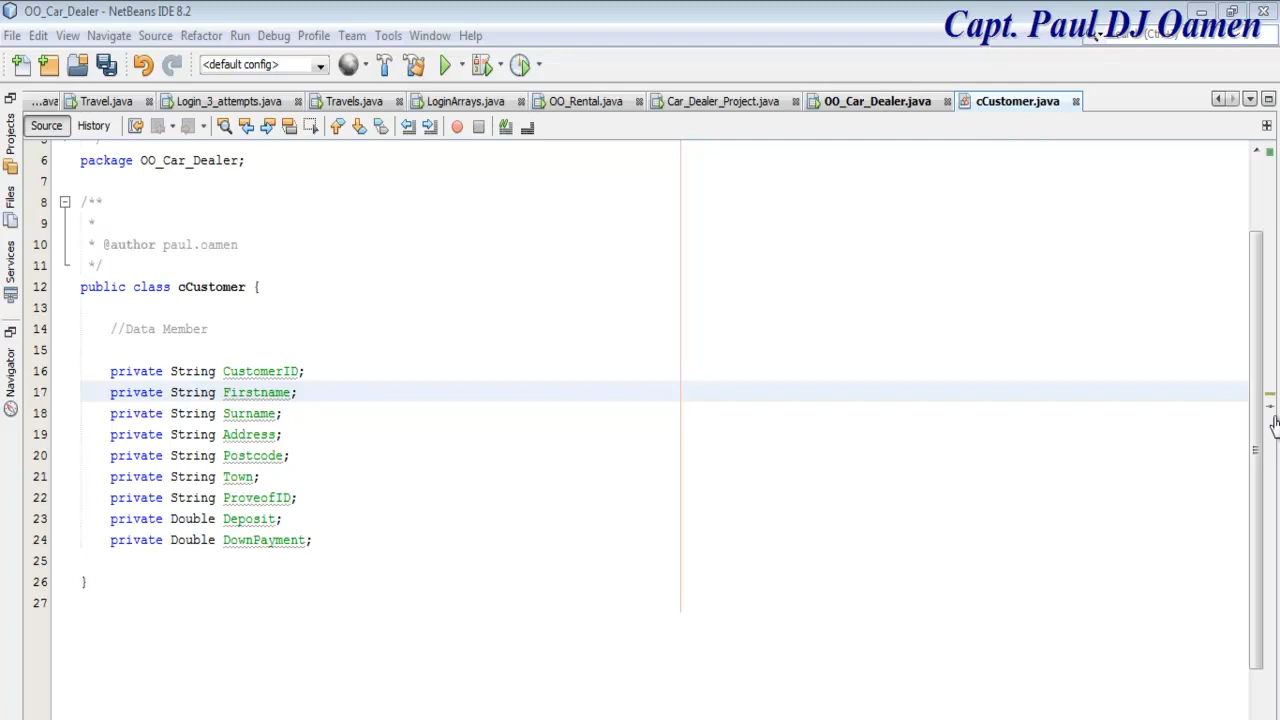 OO_Car_Dealer - NetBeans IDE 8.2
Capt. Paul DJ Oamen
File Edit View Navigate Source Refactor Run Debug Profile Team Tools Window Help
<default config>
...ava Travel.java Login_3_attempts.java Travels.java LoginArrays.java OO_Rental.java Car_Dealer_Project.java OO_Car_Dealer.java cCustomer.java
Source History
Projects
Files
Services
Navigator
6 package OO_Car_Dealer;
7
8 /**
9 *
10 * @author paul.oamen
11 */
12 public class cCustomer {
13
14 //Data Member
15
16 private String CustomerID;
17 private String Firstname;
18 private String Surname;
19 private String Address;
20 private String Postcode;
21 private String Town;
22 private String ProveofID;
23 private Double Deposit;
24 private Double DownPayment;
25
26 }
27